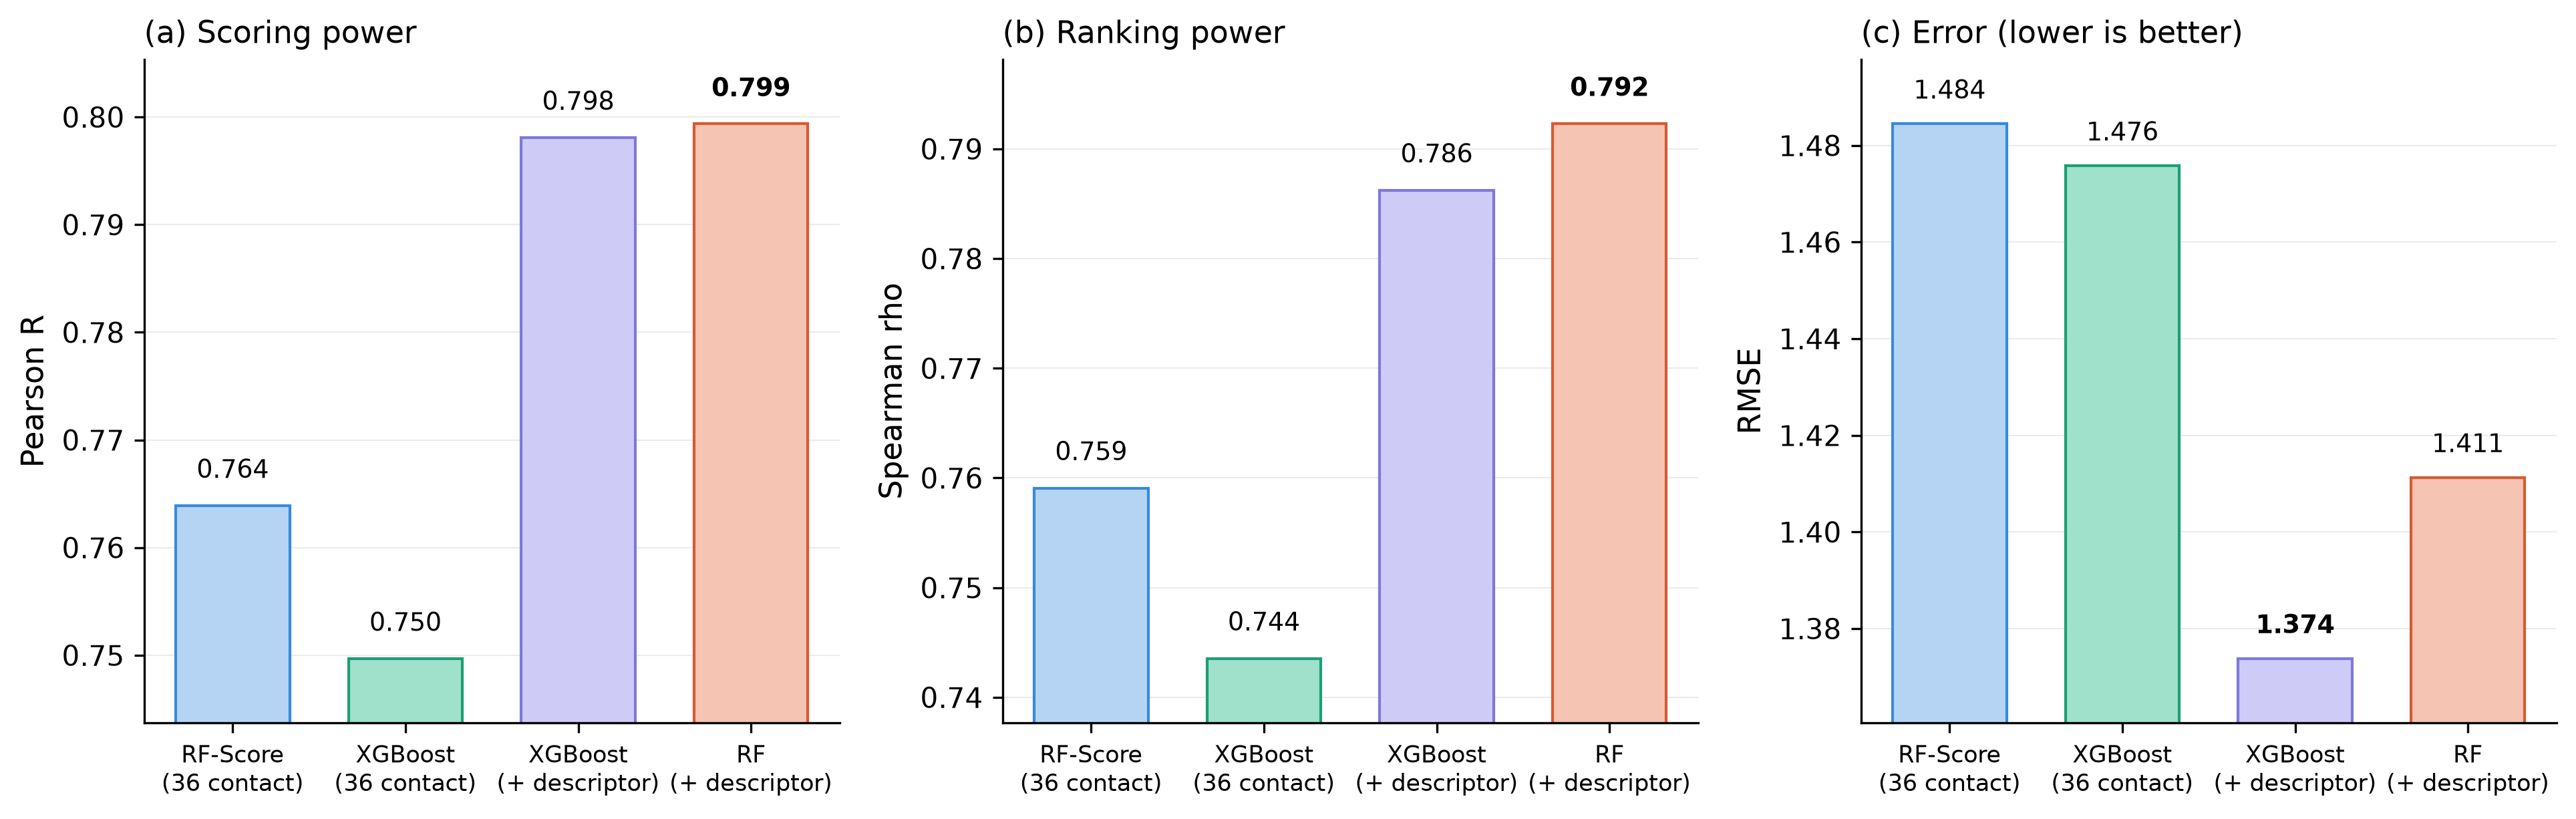 (a) Scoring power
Pearson R
0.80
0.79
0.78
0.77
0.76
0.75
0.764
0.750
0.798
0.799
RF-Score
(36 contact)
XGBoost
(36 contact)
XGBoost
(+ descriptor)
RF
(+ descriptor)
(b) Ranking power
Spearman rho
0.79
0.78
0.77
0.76
0.75
0.74
0.759
0.744
0.786
0.792
RF-Score
(36 contact)
XGBoost
(36 contact)
XGBoost
(+ descriptor)
RF
(+ descriptor)
(c) Error (lower is better)
RMSE
1.48
1.46
1.44
1.42
1.40
1.38
1.484
1.476
1.374
1.411
RF-Score
(36 contact)
XGBoost
(36 contact)
XGBoost
(+ descriptor)
RF
(+ descriptor)